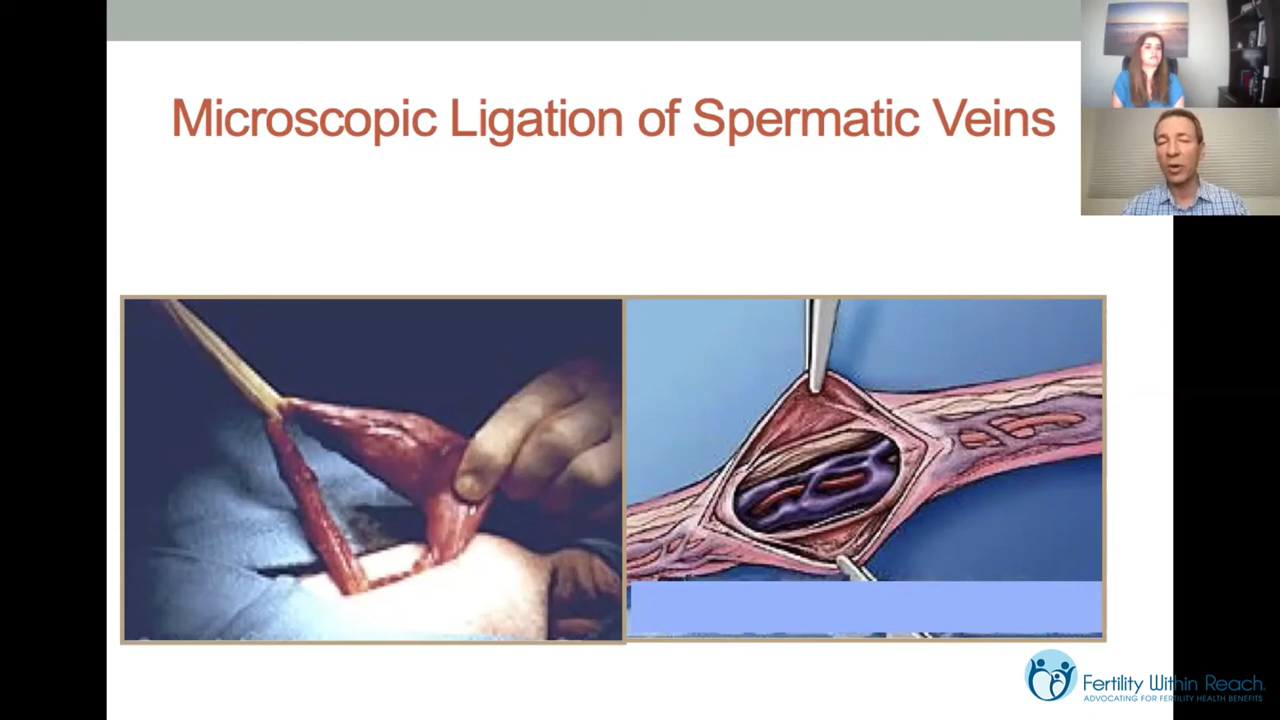 Microscopic Ligation of Spermatic Veins
Fertility Within Reach.
ADVOCATING FOR FERTILITY HEALTH BENEFITS